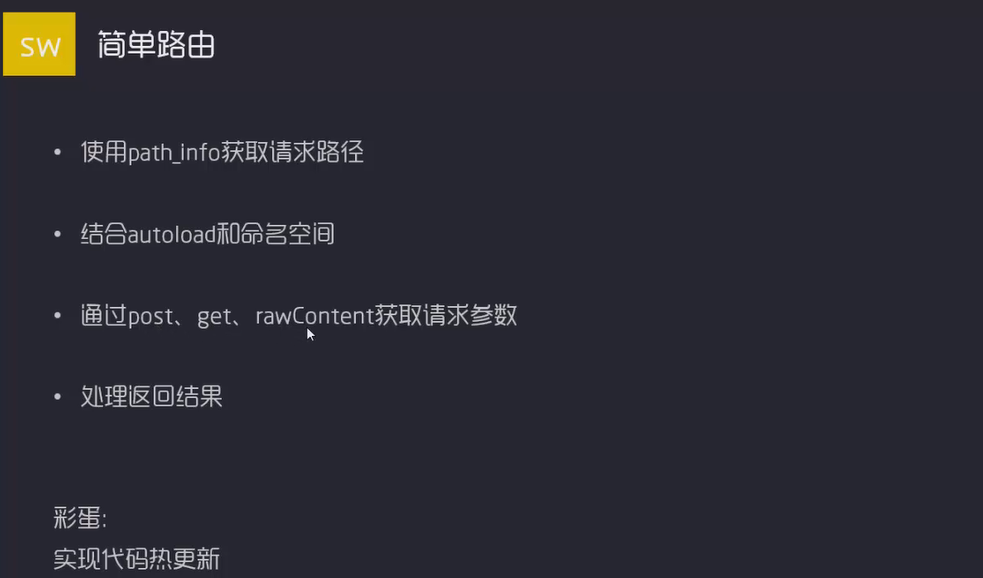 SW
简单路由
• 使用path_info获取请求路径
• 结合autoload和命名空间
• 通过post、get、rawContent获取请求参数
• 处理返回结果
彩蛋:
实现代码热更新